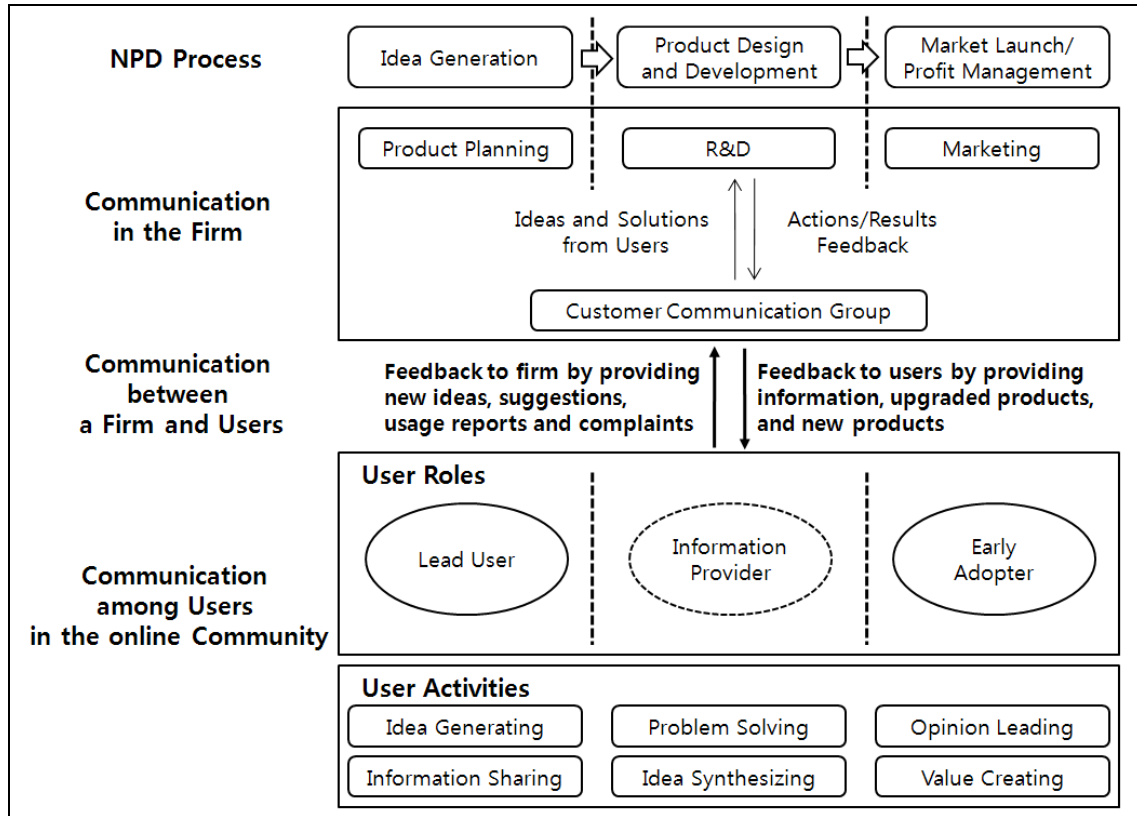 NPD Process
Idea Generation
Product Design
and Development
Market Launch/
Profit Management
Communication
in the Firm
Product Planning
R&D
Marketing
Ideas and Solutions
from Users
Actions/Results
Feedback
Customer Communication Group
Communication
between
a Firm and Users
Feedback to firm by providing
new ideas, suggestions,
usage reports and complaints
Feedback to users by providing
information, upgraded products,
and new products
Communication
among Users
in the online Community
User Roles
Lead User
Information
Provider
Early
Adopter
User Activities
Idea Generating
Problem Solving
Opinion Leading
Information Sharing
Idea Synthesizing
Value Creating